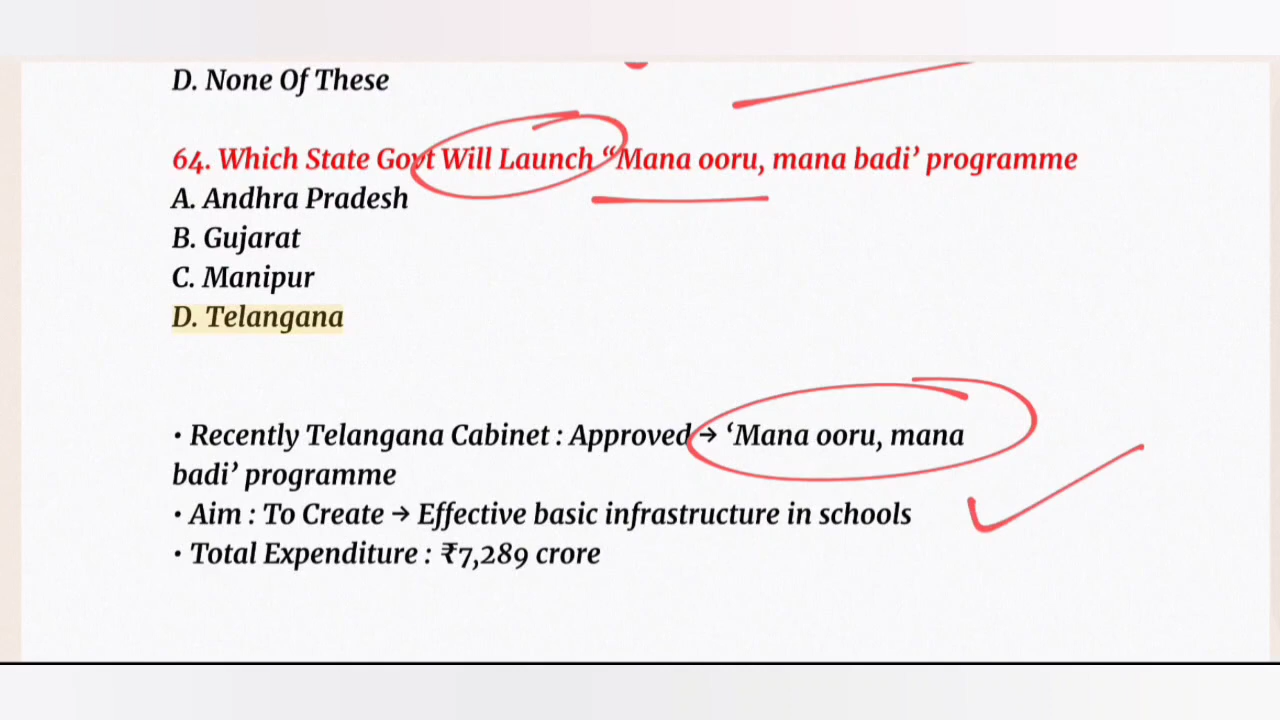 D. None Of These
64. Which State Govt Will Launch “Mana ooru, mana badi’ programme
A. Andhra Pradesh
B. Gujarat
C. Manipur
D. Telangana
• Recently Telangana Cabinet : Approved → ‘Mana ooru, mana
badi’ programme
• Aim : To Create → Effective basic infrastructure in schools
• Total Expenditure : ₹7,289 crore